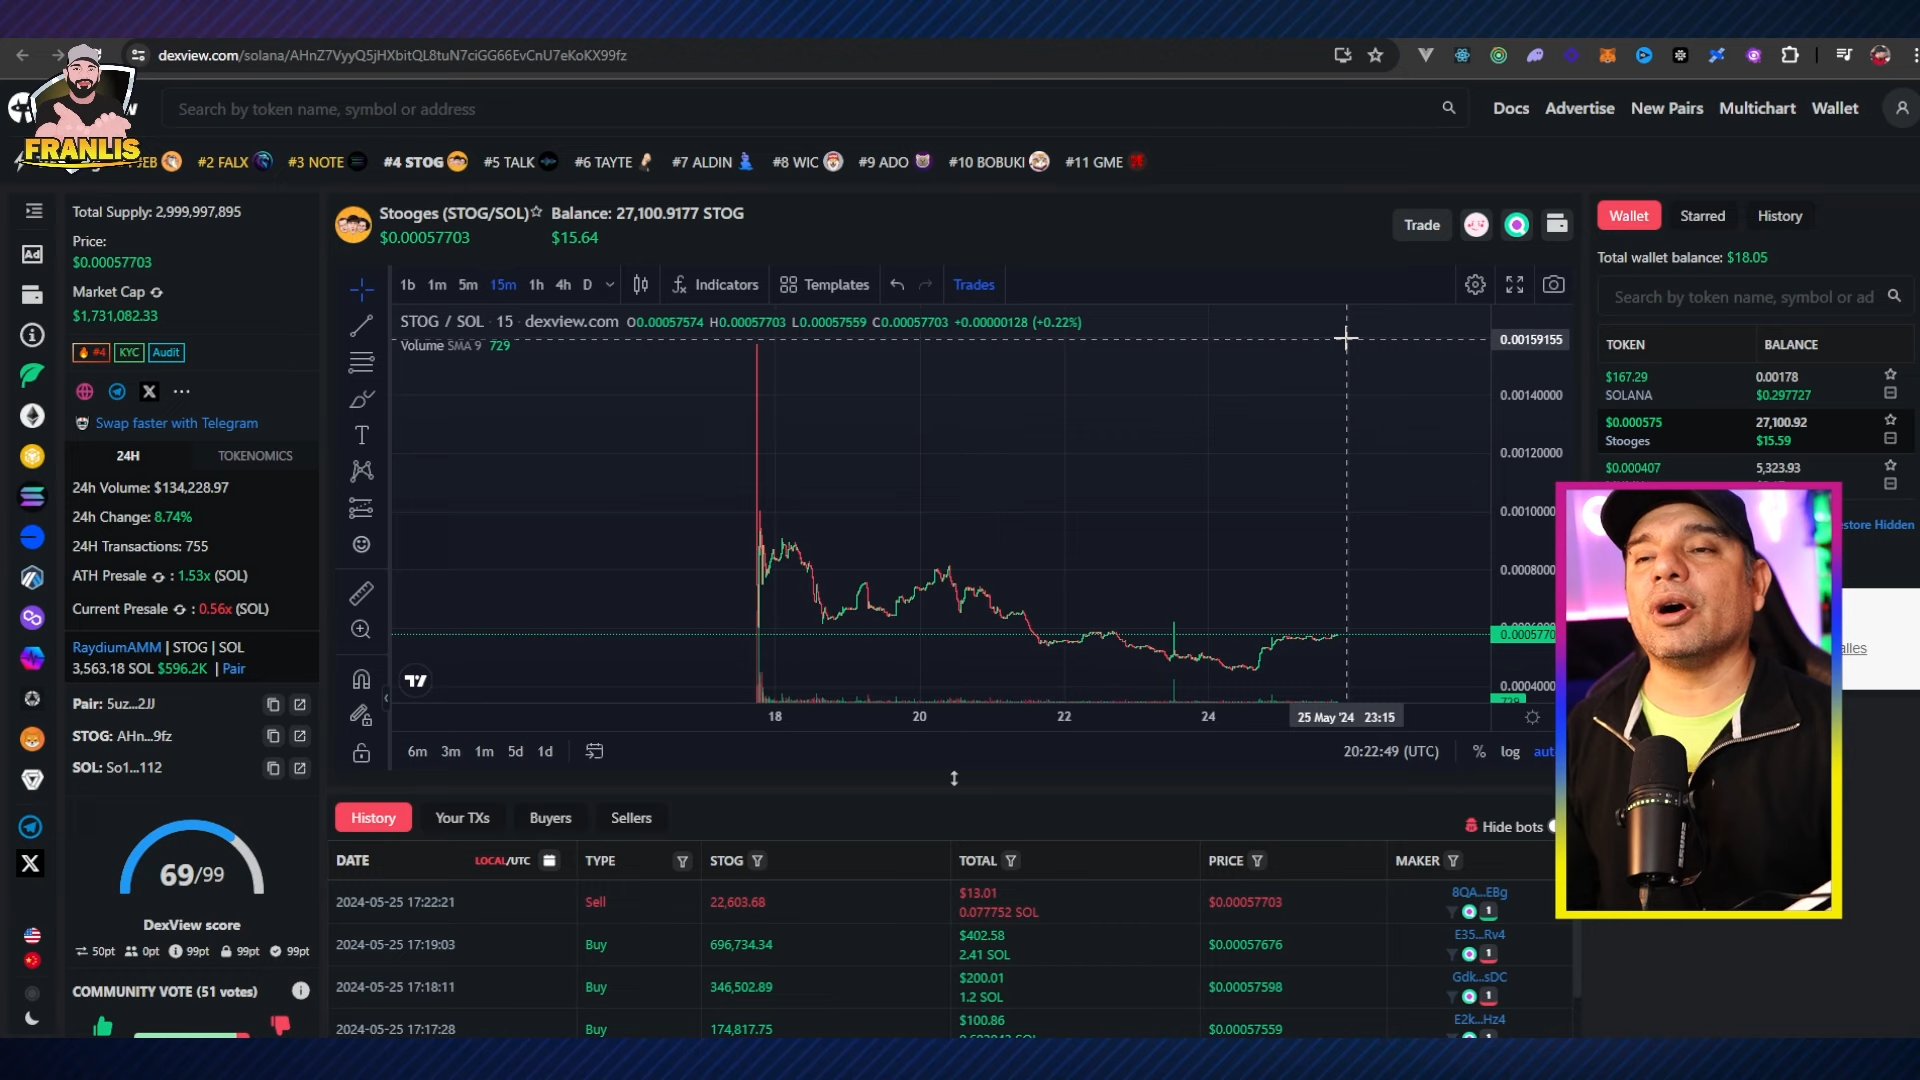 dexview.com/solana/AHnZ7VyyQ5jHXbitQL8tuN7ciGG66EvCnU7eKoKX99fz
FRANLIS
Search by token name, symbol or address
Docs Advertise New Pairs Multichart Wallet
#2 FALX #3 NOTE #4 STOG #5 TALK #6 TAYTE #7 ALDIN #8 WIC #9 ADO #10 BOBUKI #11 GME
Total Supply: 2,999,997,895
Price:
$0.00057703
Market Cap
$1,731,082.33
#4 KYC Audit
X
Swap faster with Telegram
24H TOKENOMICS
24h Volume: $134,228.97
24h Change: 8.74%
24H Transactions: 755
ATH Presale : 1.53x (SOL)
Current Presale : 0.56x (SOL)
RaydiumAMM | STOG | SOL
3,563.18 SOL $596.2K | Pair
Pair: 5uz...2JJ
STOG: AHn...9fz
SOL: So1...112
69/99
DexView score
50pt 0pt 99pt 99pt 99pt
COMMUNITY VOTE (51 votes)
Ad
X
Stooges (STOG/SOL) Balance: 27,100.9177 STOG
$0.00057703 $15.64
Trade
1b 1m 5m 15m 1h 4h D Indicators Templates Trades
STOG / SOL · 15 · dexview.com O0.00057574 H0.00057703 L0.00057559 C0.00057703 +0.00000128 (+0.22%)
Volume SMA 9 729
0.00159155
0.00140000
0.00120000
0.0010000
0.0008000
0.0005770
0.0004000
18 20 22 24 25 May '24 23:15
6m 3m 1m 5d 1d 20:22:49 (UTC) % log
History Your TXs Buyers Sellers
Hide bots
DATE LOCAL/UTC TYPE STOG TOTAL PRICE MAKER
2024-05-25 17:22:21 Sell 22,603.68 $13.01 0.077752 SOL $0.00057703 8QA...EBg 1
2024-05-25 17:19:03 Buy 696,734.34 $402.58 2.41 SOL $0.00057676 E35...Rv4 1
2024-05-25 17:18:11 Buy 346,502.89 $200.01 1.2 SOL $0.00057598 Gdk...sDC 1
2024-05-25 17:17:28 Buy 174,817.75 $100.86 $0.00057559 E2k...Hz4
Wallet Starred History
Total wallet balance: $18.05
Search by token name, symbol or ad
TOKEN BALANCE
$167.29 0.00178
SOLANA $0.297727
$0.000575 27,100.92
Stooges $15.59
$0.000407 5,323.93
Hidden